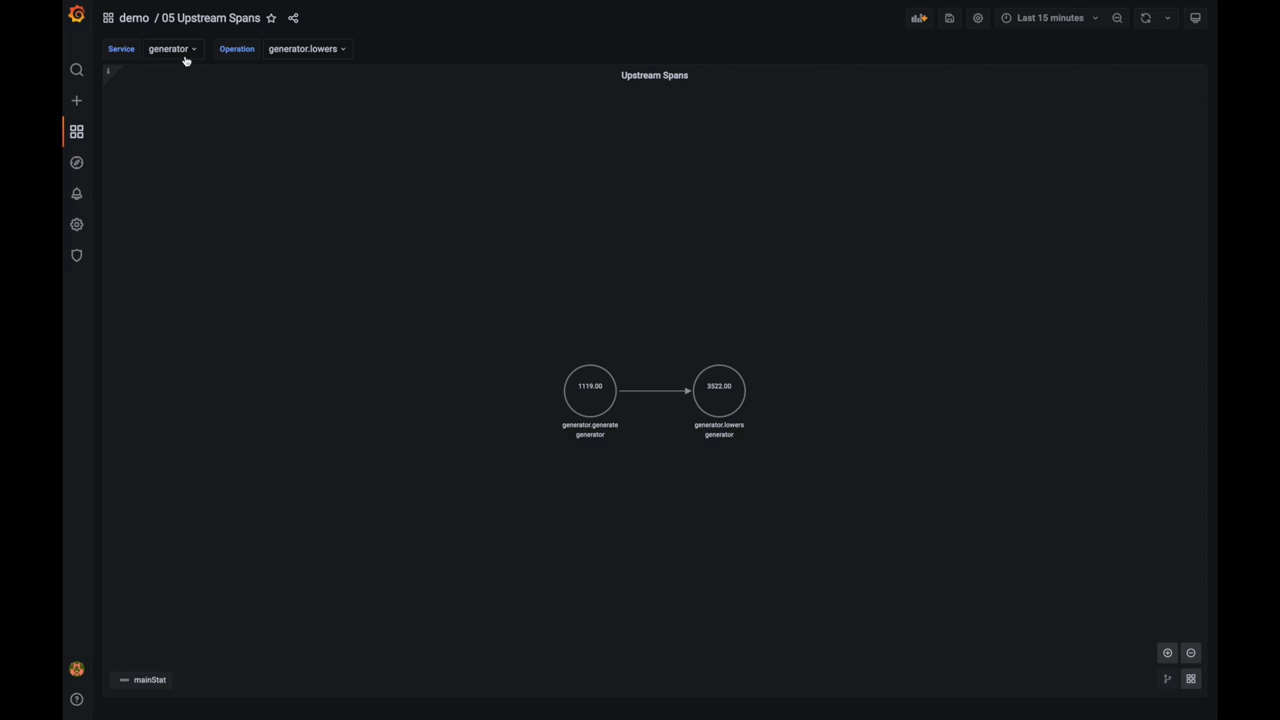 demo / 05 Upstream Spans
Last 15 minutes
Service generator Operation generator.lowers
i
Upstream Spans
1119.00
3522.00
generator.generate
generator
generator.lowers
generator
mainStat